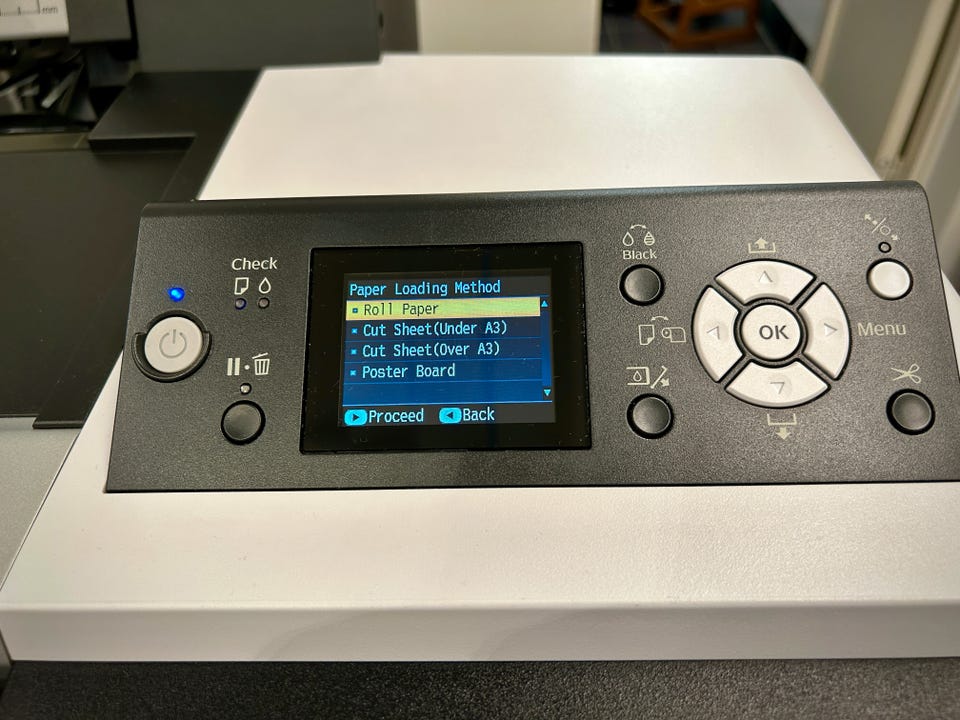 mm
Check
Black
Paper Loading Method
Roll Paper
Cut Sheet(Under A3)
Cut Sheet(Over A3)
Poster Board
Proceed Back
OK
Menu